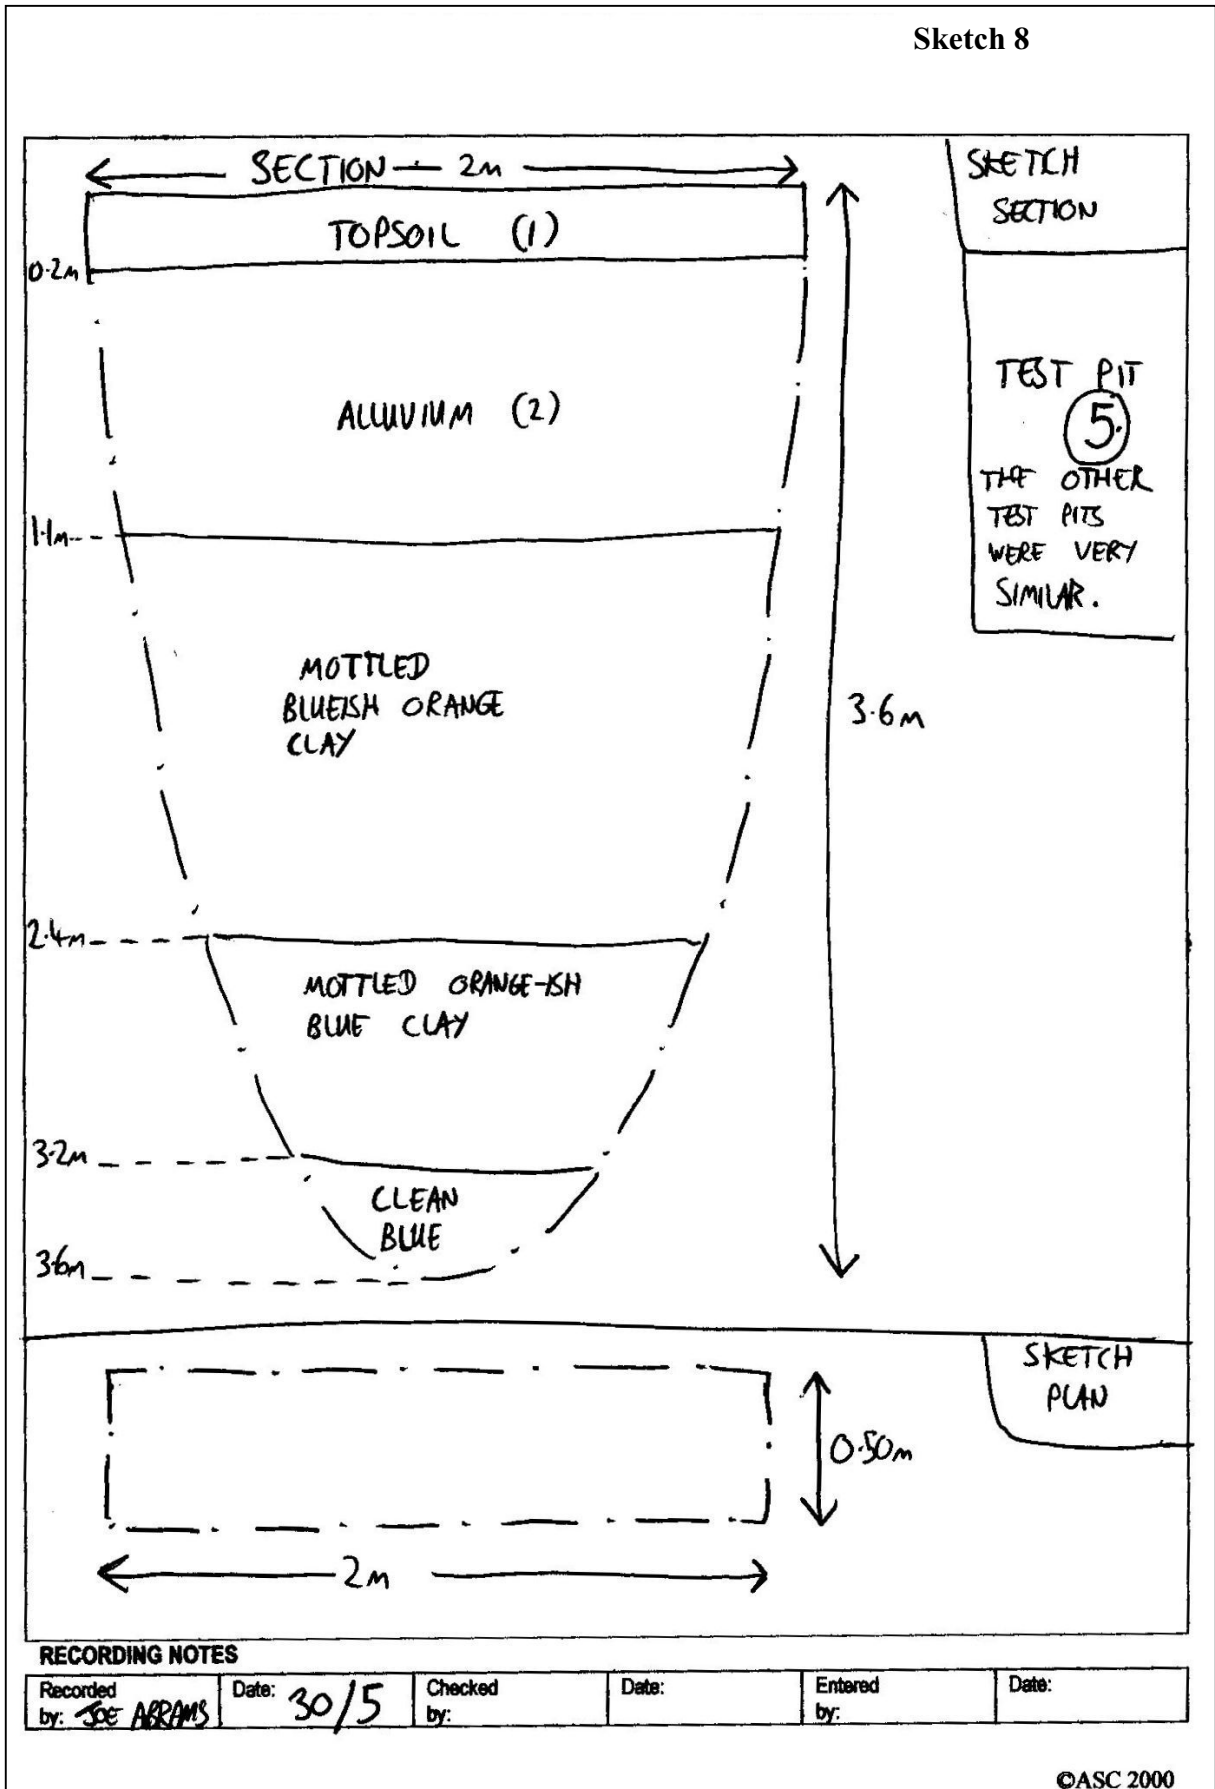 Sketch 8
SECTION - 2m
SKETCH
SECTION
TOPSOIL (1)
0.2m
ALLUVIUM (2)
TEST PIT
5.
THE OTHER
TEST PITS
WERE VERY
SIMILAR.
1.1m
MOTTLED
BLUEISH ORANGE
CLAY
3.6m
2.4m
MOTTLED ORANGE-ISH
BLUE CLAY
3.2m
CLEAN
BLUE
3.6m
SKETCH
PLAN
0.50m
2m
RECORDING NOTES
Recorded by: JOE ABRAMS Date: 30/5 Checked by: Date: Entered by: Date:
©ASC 2000